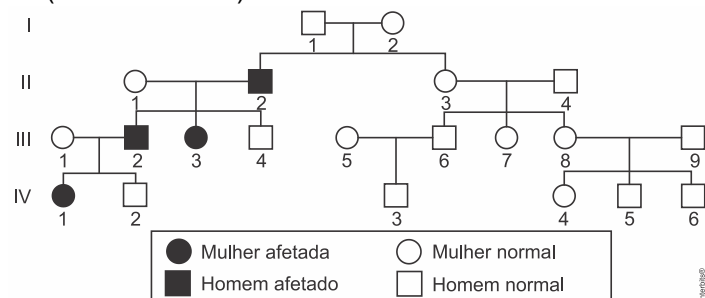 I
1 2
II
1 2 3 4
III
1 2 3 4 5 6 7 8 9
IV
1 2 3 4 5 6
Mulher afetada Mulher normal
Homem afetado Homem normal